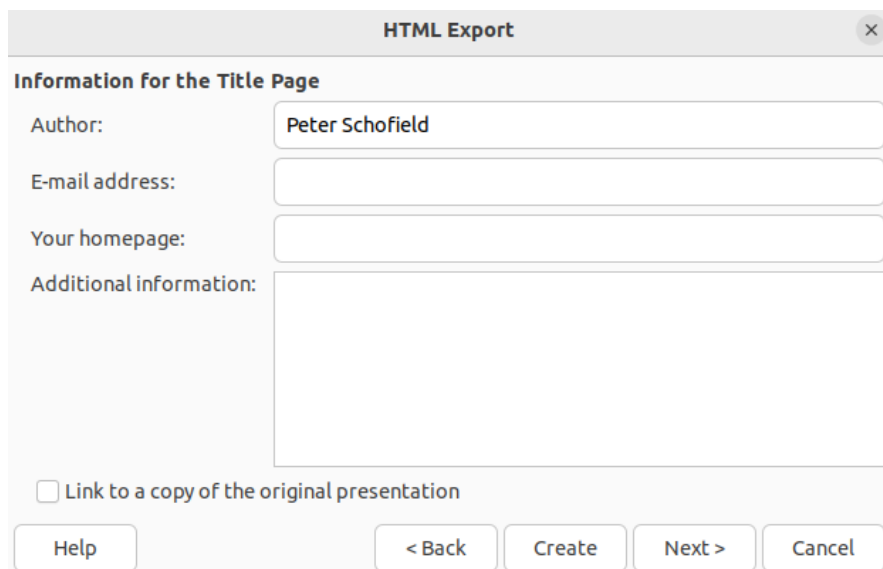 HTML Export
Information for the Title Page
Author: Peter Schofield
E-mail address:
Your homepage:
Additional information:
Link to a copy of the original presentation
Help < Back Create Next > Cancel